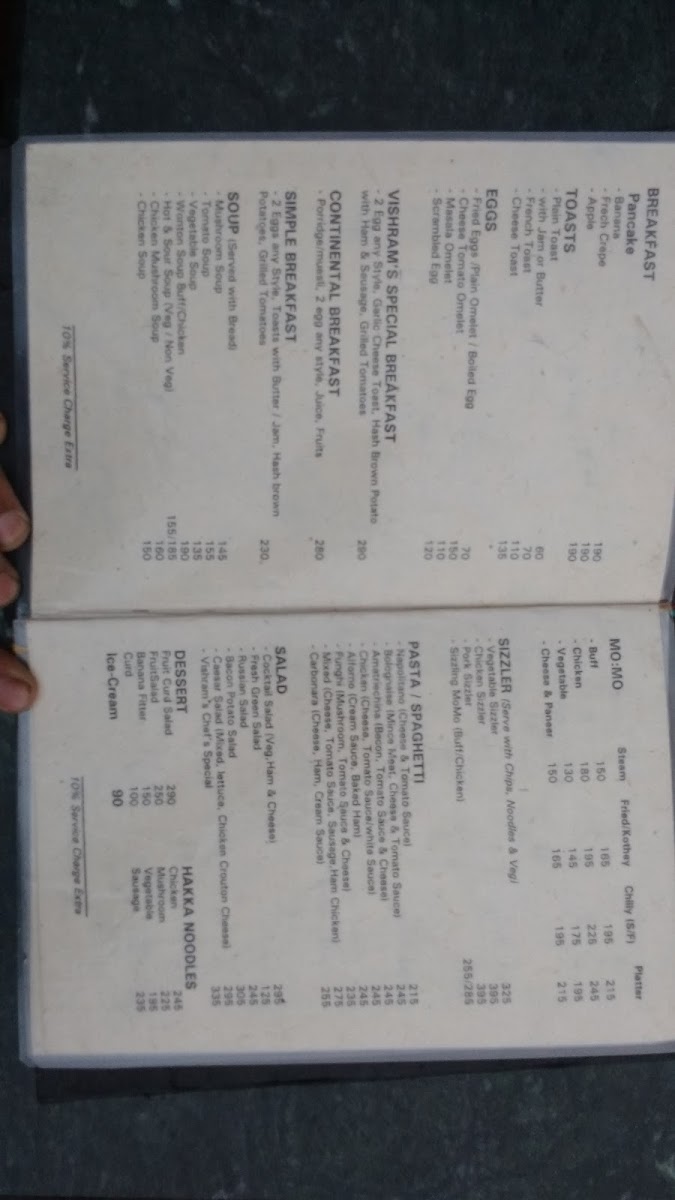 BREAKFAST
Pancake
- Banana 190
- Frech Crepe 190
- Apple 190
TOASTS
- Plain Toast 60
- with Jam or Butter 70
- French Toast 110
- Cheese Toast 135
EGGS
- Fried Eggs /Plain Omelet / Boiled Egg 70
- Cheese Tomato Omelet 150
- Masala Omelet 110
- Scrambled Egg 120
VISHRAM'S SPECIAL BREAKFAST
- 2 Egg any Style, Garlic Cheese Toast, Hash Brown Potato
with Ham & Sausage, Grilled Tomatoes 290
CONTINENTAL BREAKFAST
- Porridge/muesli, 2 egg any style, Juice, Fruits 280
SIMPLE BREAKFAST
- 2 Eggs any Style, Toasts with Butter / Jam, Hash brown
Potatoes, Grilled Tomatoes 230
SOUP (Served with Bread)
- Mushroom Soup 145
- Tomato Soup 155
- Vegetable Soup 135
- Wonton Soup Buff/Chicken 190
- Hot & Sour Soup (Veg / Non Veg) 155/185
- Chicken Mushroom Soup 160
- Chicken Soup 150
10% Service Charge Extra
MO:MO Steam Fried/Kothey Chilly (S/F) Platter
- Buff 150 165 195 215
- Chicken 180 195 225 245
- Vegetable 130 145 175 195
- Cheese & Paneer 150 165 195 215
SIZZLER (Serve with Chips, Noodles & Veg)
- Vegetable Sizzler 325
- Chicken Sizzler 395
- Pork Sizzler 395
- Sizzling MoMo (Buff/Chicken) 255/285
PASTA / SPAGHETTI
- Napolitano (Cheese & Tomato Sauce) 215
- Bolognaise (Mince Meat, Cheese & Tomato Sauce) 245
- Amatriechina (Bacon, Tomato Sauce & Cheese) 245
- Chicken (Cheese, Tomato Sauce/white Sauce) 245
- Alfomo (Cream Sauce, Baked Ham) 235
- Funghi (Mushroom, Tomato Sauce & Cheese) 275
- Mixed (Cheese, Tomato Sauce, Sausage, Ham Chicken) 255
- Carbonara (Cheese, Ham, Cream Sauce)
SALAD
- Cocktail Salad (Veg,Ham & Cheese) 295
- Fresh Green Salad 125
- Russian Salad 245
- Bacon Potato Salad 305
- Caesar Salad (Mixed, lettuce, Chicken Crouton Cheese) 295
- Vishram's Chef's Special 335
DESSERT
Fruit Curd Salad 290
FruitSalad 250
Banana Fitter 150
Curd 100
Ice-Cream 90
HAKKA NOODLES
Chicken 245
Mushroom 225
Vegetable 195
Sausage 235
10% Service Charge Extra